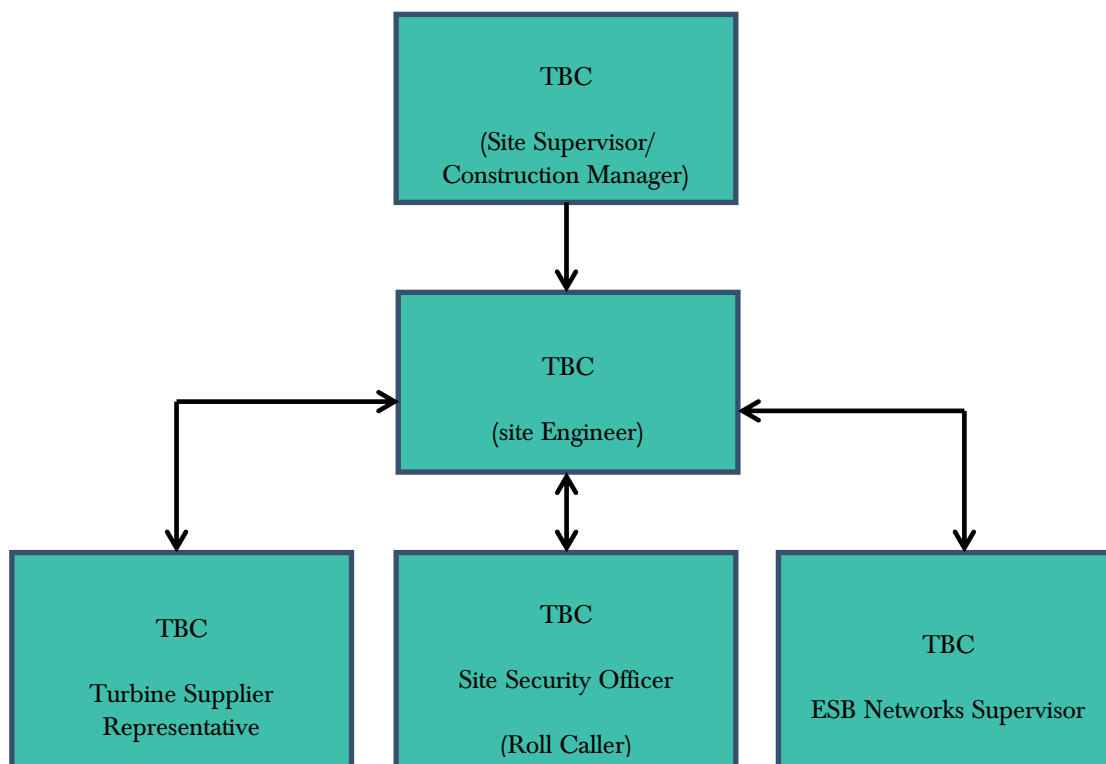 TBC
(Site Supervisor/
Construction Manager)
TBC
(site Engineer)
TBC
Turbine Supplier
Representative
TBC
Site Security Officer
(Roll Caller)
TBC
ESB Networks Supervisor